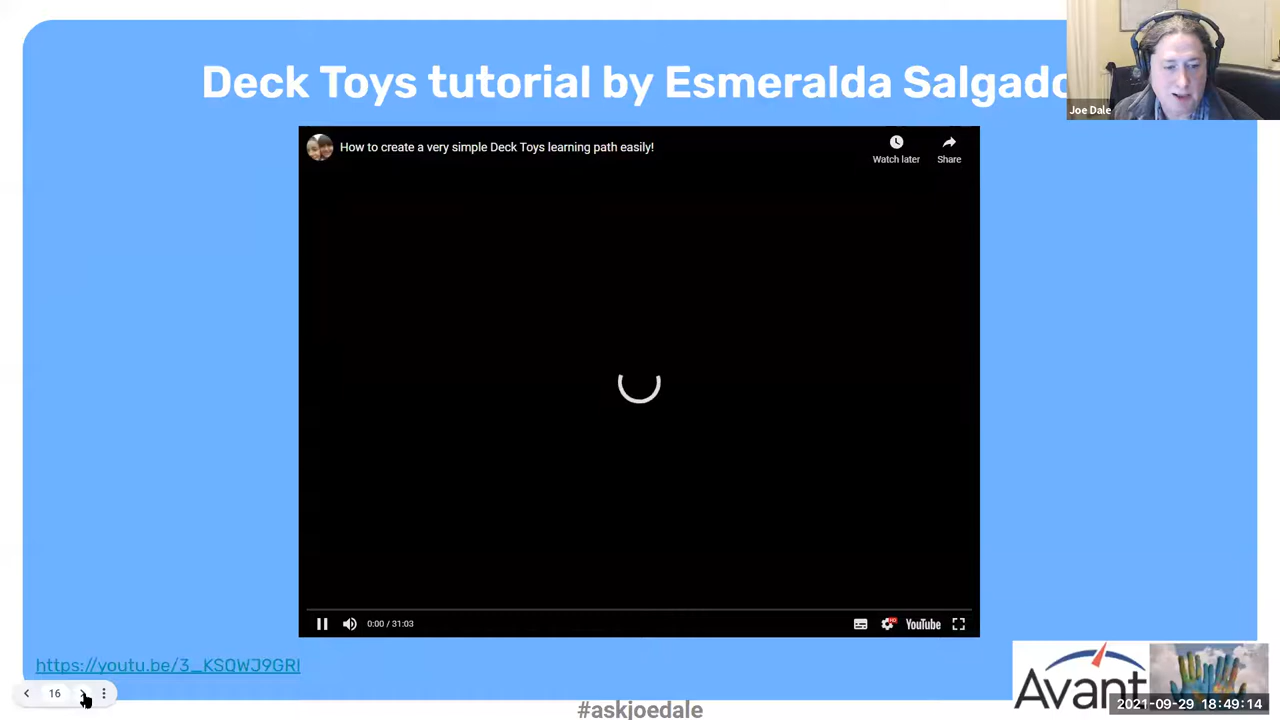 Deck Toys tutorial by Esmeralda Salgado
Joe Dale
How to create a very simple Deck Toys learning path easily!
Watch later
Share
0:00 / 31:03
HD
YouTube
https://youtu.be/3_KSQWJ9GRI
16
Avant
2021-09-29 18:49:14
#askjoedale